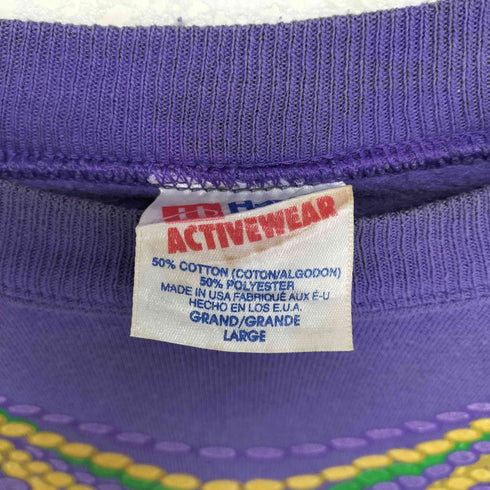 ACTIVEWEAR
50% COTTON (COTON/ALGODON)
50% POLYESTER
MADE IN USA FABRIQUÉ AUX É-U
HECHO EN LOS E.U.A.
GRAND/GRANDE
LARGE